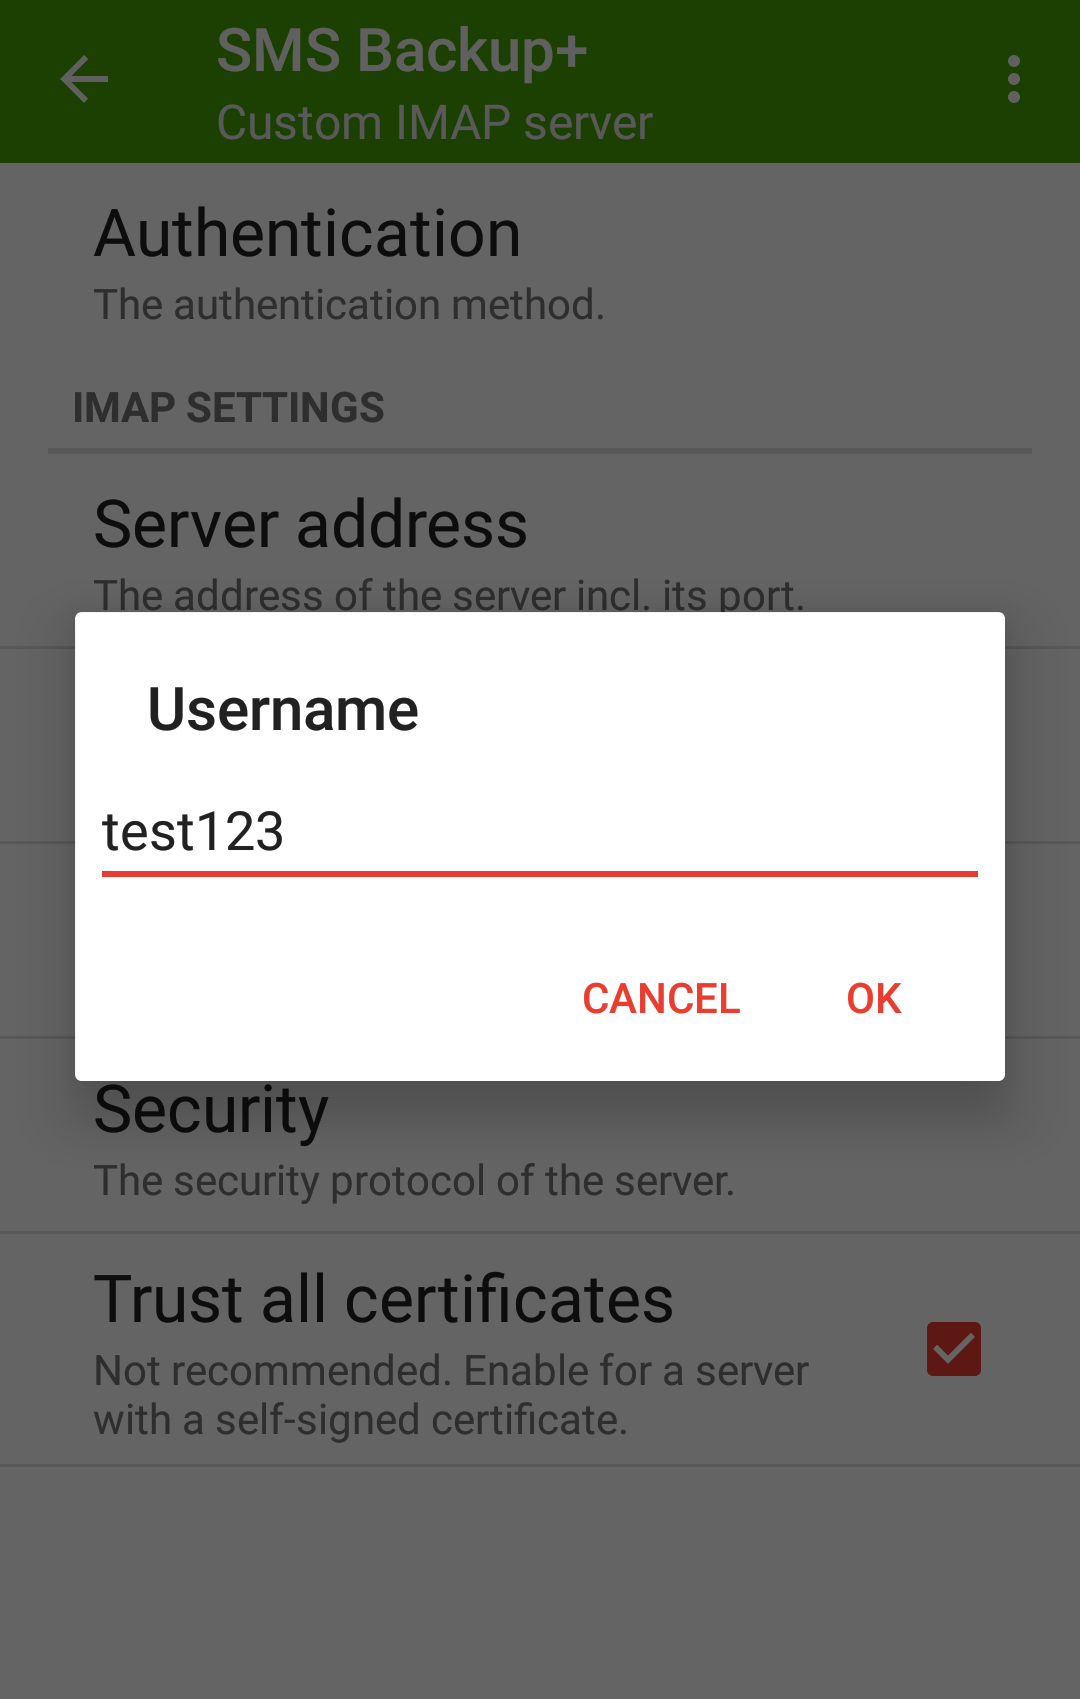 SMS Backup+
Custom IMAP server
Authentication
The authentication method.
IMAP SETTINGS
Server address
The address of the server incl. its port.
Username
test123
CANCEL
OK
Security
The security protocol of the server.
Trust all certificates
Not recommended. Enable for a server
with a self-signed certificate.